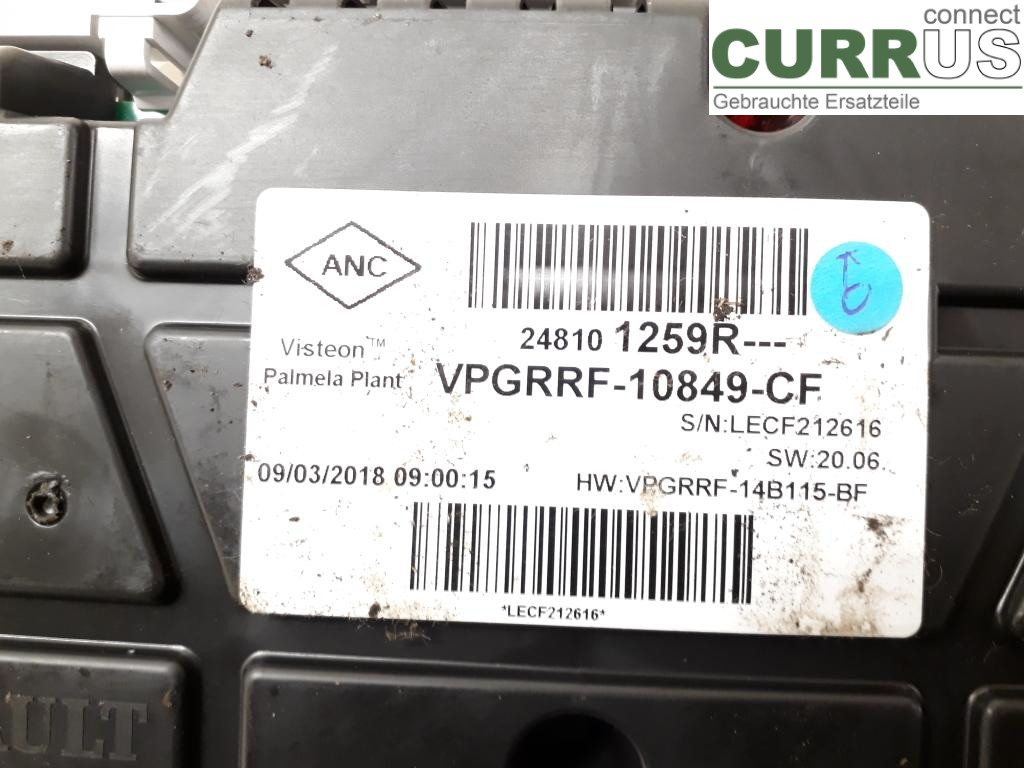 connect
CURRUS
Gebrauchte Ersatzteile
ANC
Visteon™
Palmela Plant
24810 1259R---
VPGRRF-10849-CF
S/N:LECF212616
SW:20.06
09/03/2018 09:00:15
HW:VPGRRF-14B115-BF
*LECF212616*
AULT